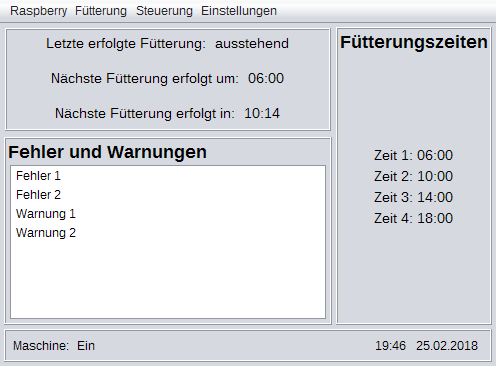 Raspberry Fütterung Steuerung Einstellungen
Letzte erfolgte Fütterung: ausstehend
Nächste Fütterung erfolgt um: 06:00
Nächste Fütterung erfolgt in: 10:14
Fehler und Warnungen
Fehler 1
Fehler 2
Warnung 1
Warnung 2
Fütterungszeiten
Zeit 1: 06:00
Zeit 2: 10:00
Zeit 3: 14:00
Zeit 4: 18:00
Maschine: Ein
19:46 25.02.2018